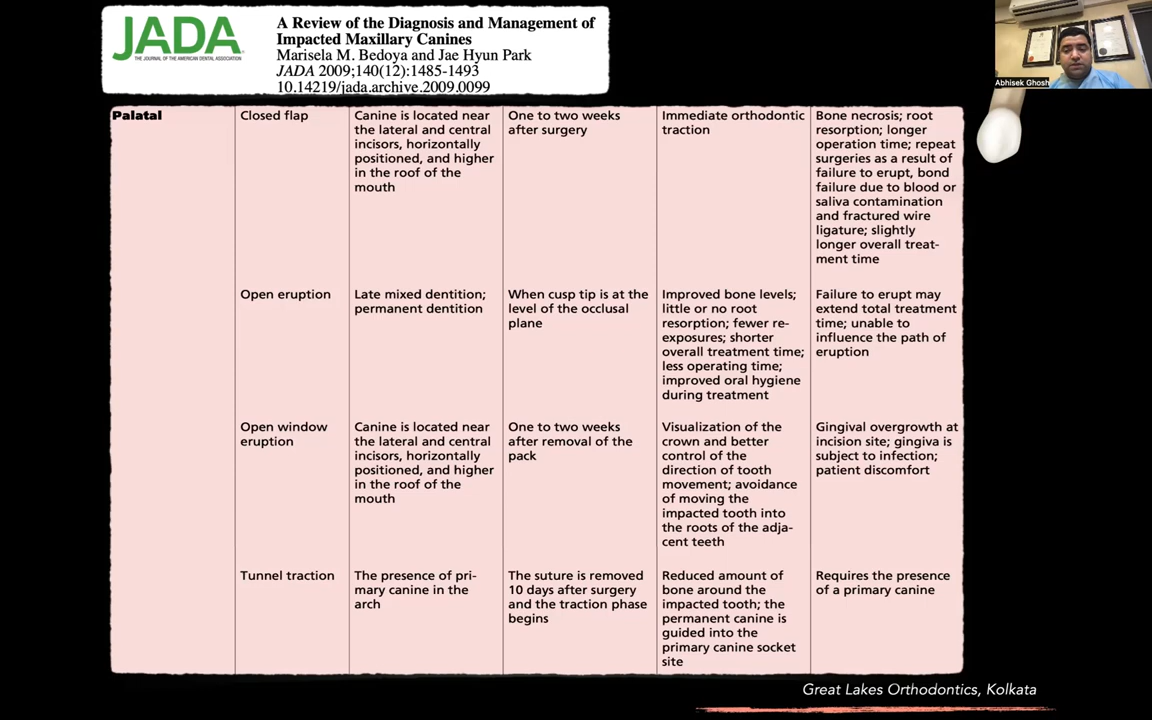 JADA
THE JOURNAL OF THE AMERICAN DENTAL ASSOCIATION
A Review of the Diagnosis and Management of
Impacted Maxillary Canines
Marisela M. Bedoya and Jae Hyun Park
JADA 2009;140(12):1485-1493
10.14219/jada.archive.2009.0099
Abhisek Ghosh
Palatal
Closed flap
Canine is located near
the lateral and central
incisors, horizontally
positioned, and higher
in the roof of the
mouth
One to two weeks
after surgery
Immediate orthodontic
traction
Bone necrosis; root
resorption; longer
operation time; repeat
surgeries as a result of
failure to erupt, bond
failure due to blood or
saliva contamination
and fractured wire
ligature; slightly
longer overall treat-
ment time
Open eruption
Late mixed dentition;
permanent dentition
When cusp tip is at the
level of the occlusal
plane
Improved bone levels;
little or no root
resorption; fewer re-
exposures; shorter
overall treatment time;
less operating time;
improved oral hygiene
during treatment
Failure to erupt may
extend total treatment
time; unable to
influence the path of
eruption
Open window
eruption
Canine is located near
the lateral and central
incisors, horizontally
positioned, and higher
in the roof of the
mouth
One to two weeks
after removal of the
pack
Visualization of the
crown and better
control of the
direction of tooth
movement; avoidance
of moving the
impacted tooth into
the roots of the adja-
cent teeth
Gingival overgrowth at
incision site; gingiva is
subject to infection;
patient discomfort
Tunnel traction
The presence of pri-
mary canine in the
arch
The suture is removed
10 days after surgery
and the traction phase
begins
Reduced amount of
bone around the
impacted tooth; the
permanent canine is
guided into the
primary canine socket
site
Requires the presence
of a primary canine
Great Lakes Orthodontics, Kolkata